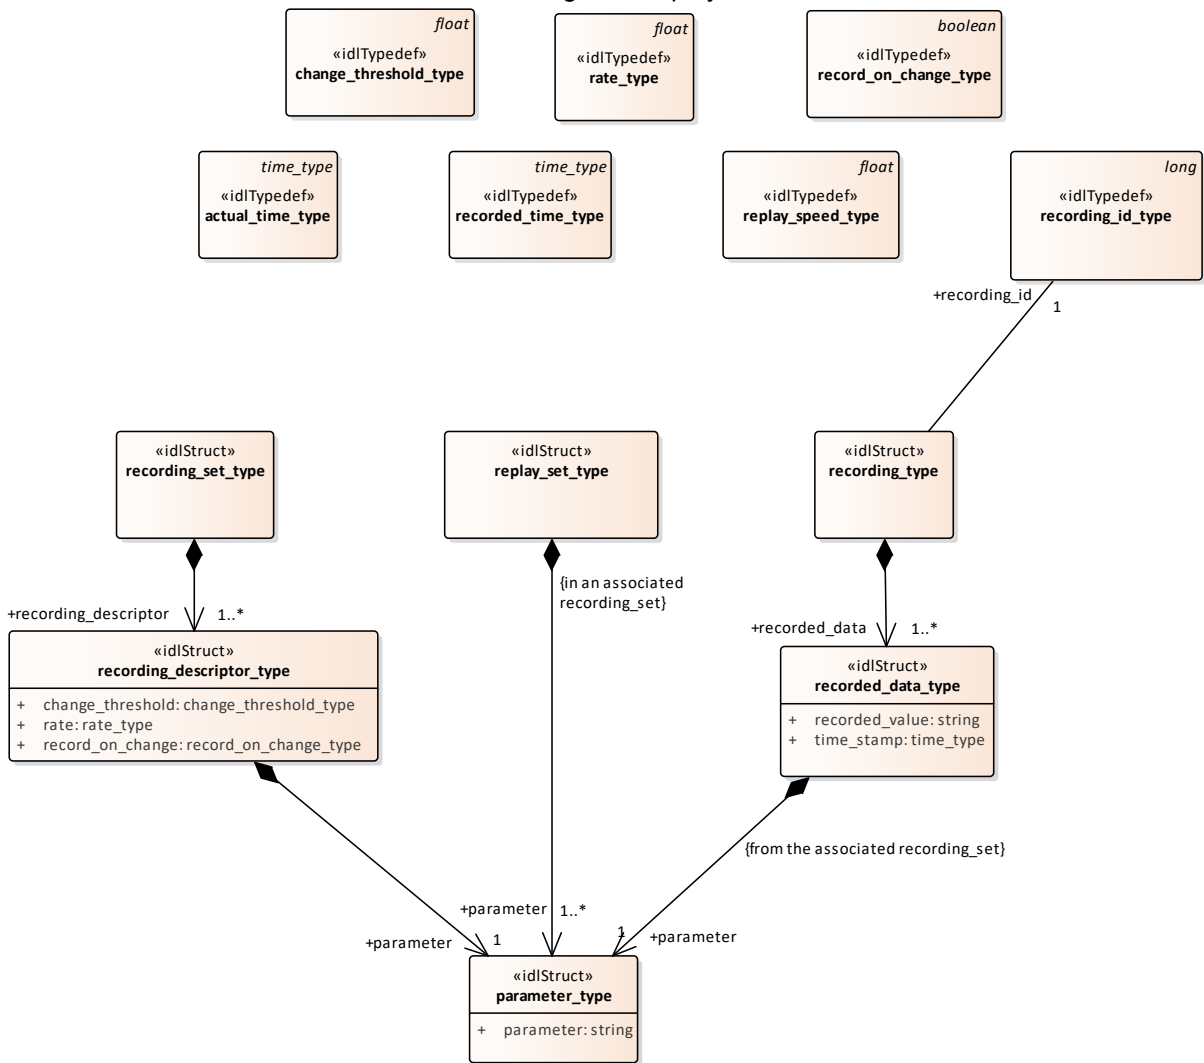 float
«idlTypedef»
change_threshold_type
float
«idlTypedef»
rate_type
boolean
«idlTypedef»
record_on_change_type
time_type
«idlTypedef»
actual_time_type
time_type
«idlTypedef»
recorded_time_type
float
«idlTypedef»
replay_speed_type
long
«idlTypedef»
recording_id_type
+recording_id
1
«idlStruct»
recording_set_type
«idlStruct»
replay_set_type
«idlStruct»
recording_type
{in an associated
recording_set}
+recording_descriptor
1..*
+recorded_data
1..*
«idlStruct»
recording_descriptor_type
+ change_threshold: change_threshold_type
+ rate: rate_type
+ record_on_change: record_on_change_type
«idlStruct»
recorded_data_type
+ recorded_value: string
+ time_stamp: time_type
{from the associated recording_set}
+parameter
1..*
+parameter
1
1
+parameter
«idlStruct»
parameter_type
+ parameter: string